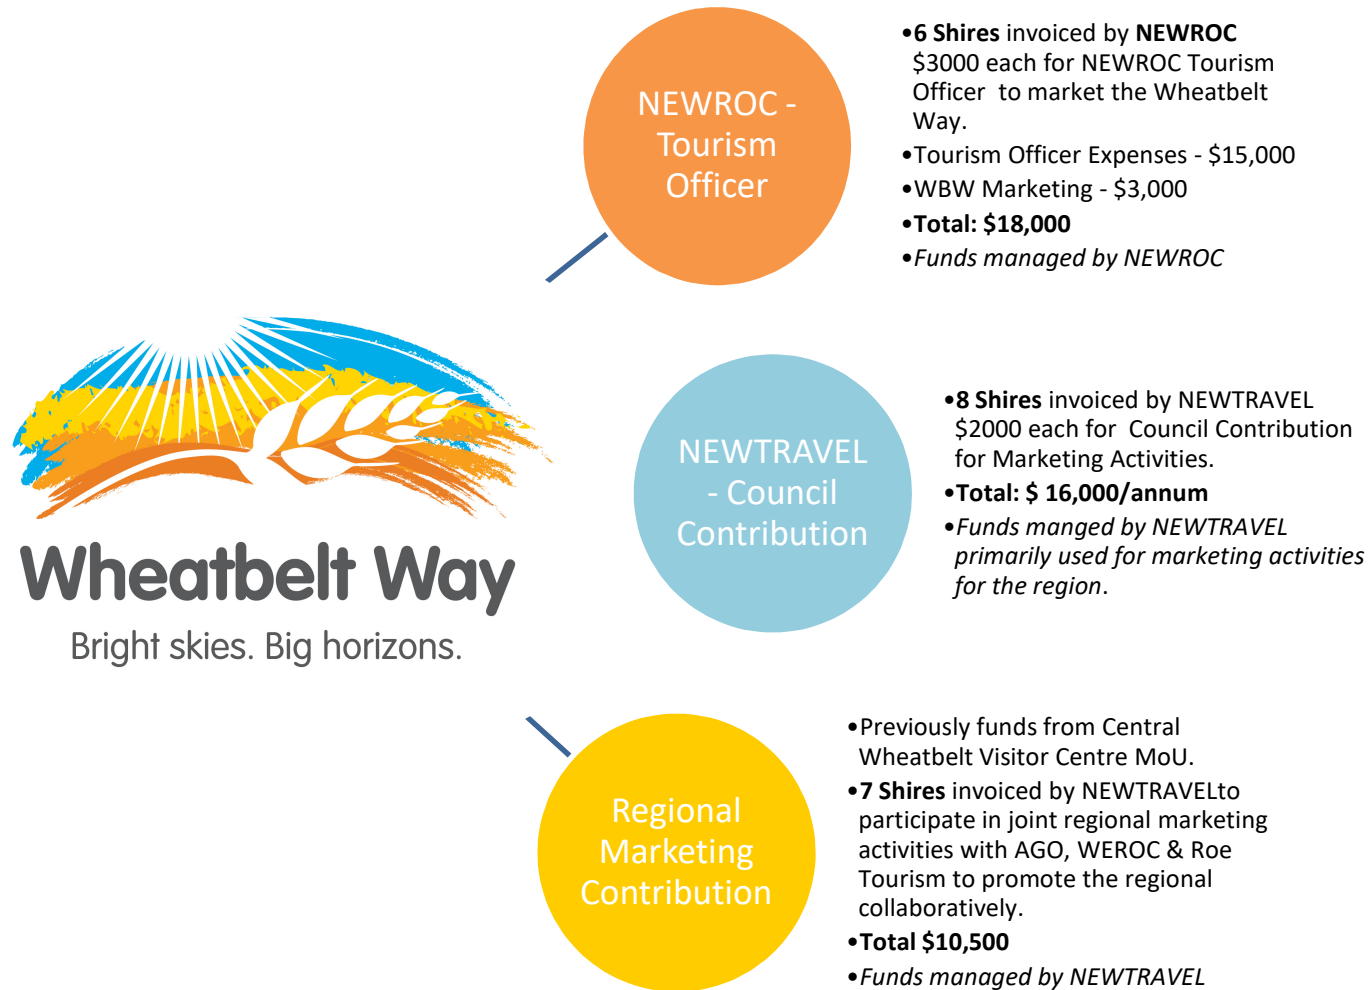 NEWROC -
Tourism
Officer
•6 Shires invoiced by NEWROC
$3000 each for NEWROC Tourism
Officer to market the Wheatbelt
Way.
•Tourism Officer Expenses - $15,000
•WBW Marketing - $3,000
•Total: $18,000
•Funds managed by NEWROC
Wheatbelt Way
Bright skies. Big horizons.
NEWTRAVEL
- Council
Contribution
•8 Shires invoiced by NEWTRAVEL
$2000 each for Council Contribution
for Marketing Activities.
•Total: $ 16,000/annum
•Funds manged by NEWTRAVEL
primarily used for marketing activities
for the region.
Regional
Marketing
Contribution
•Previously funds from Central
Wheatbelt Visitor Centre MoU.
•7 Shires invoiced by NEWTRAVELto
participate in joint regional marketing
activities with AGO, WEROC & Roe
Tourism to promote the regional
collaboratively.
•Total $10,500
•Funds managed by NEWTRAVEL